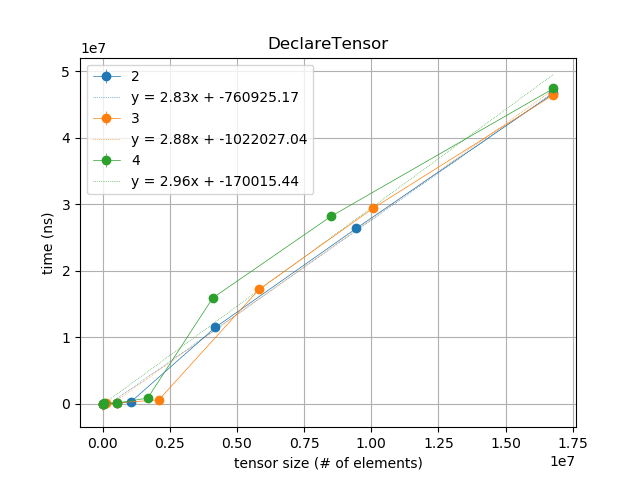 DeclareTensor
1e7
2
y = 2.83x + -760925.17
3
y = 2.88x + -1022027.04
4
y = 2.96x + -170015.44
5
4
3
2
1
0
time (ns)
0.00 0.25 0.50 0.75 1.00 1.25 1.50 1.75
1e7
tensor size (# of elements)